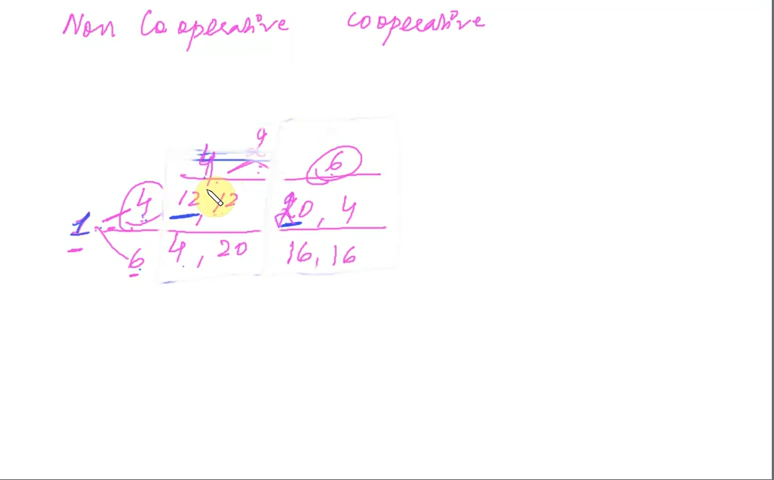 Non Cooperative cooperative
4 6
4 12, 12 20, 4
1
6 4, 20 16, 16